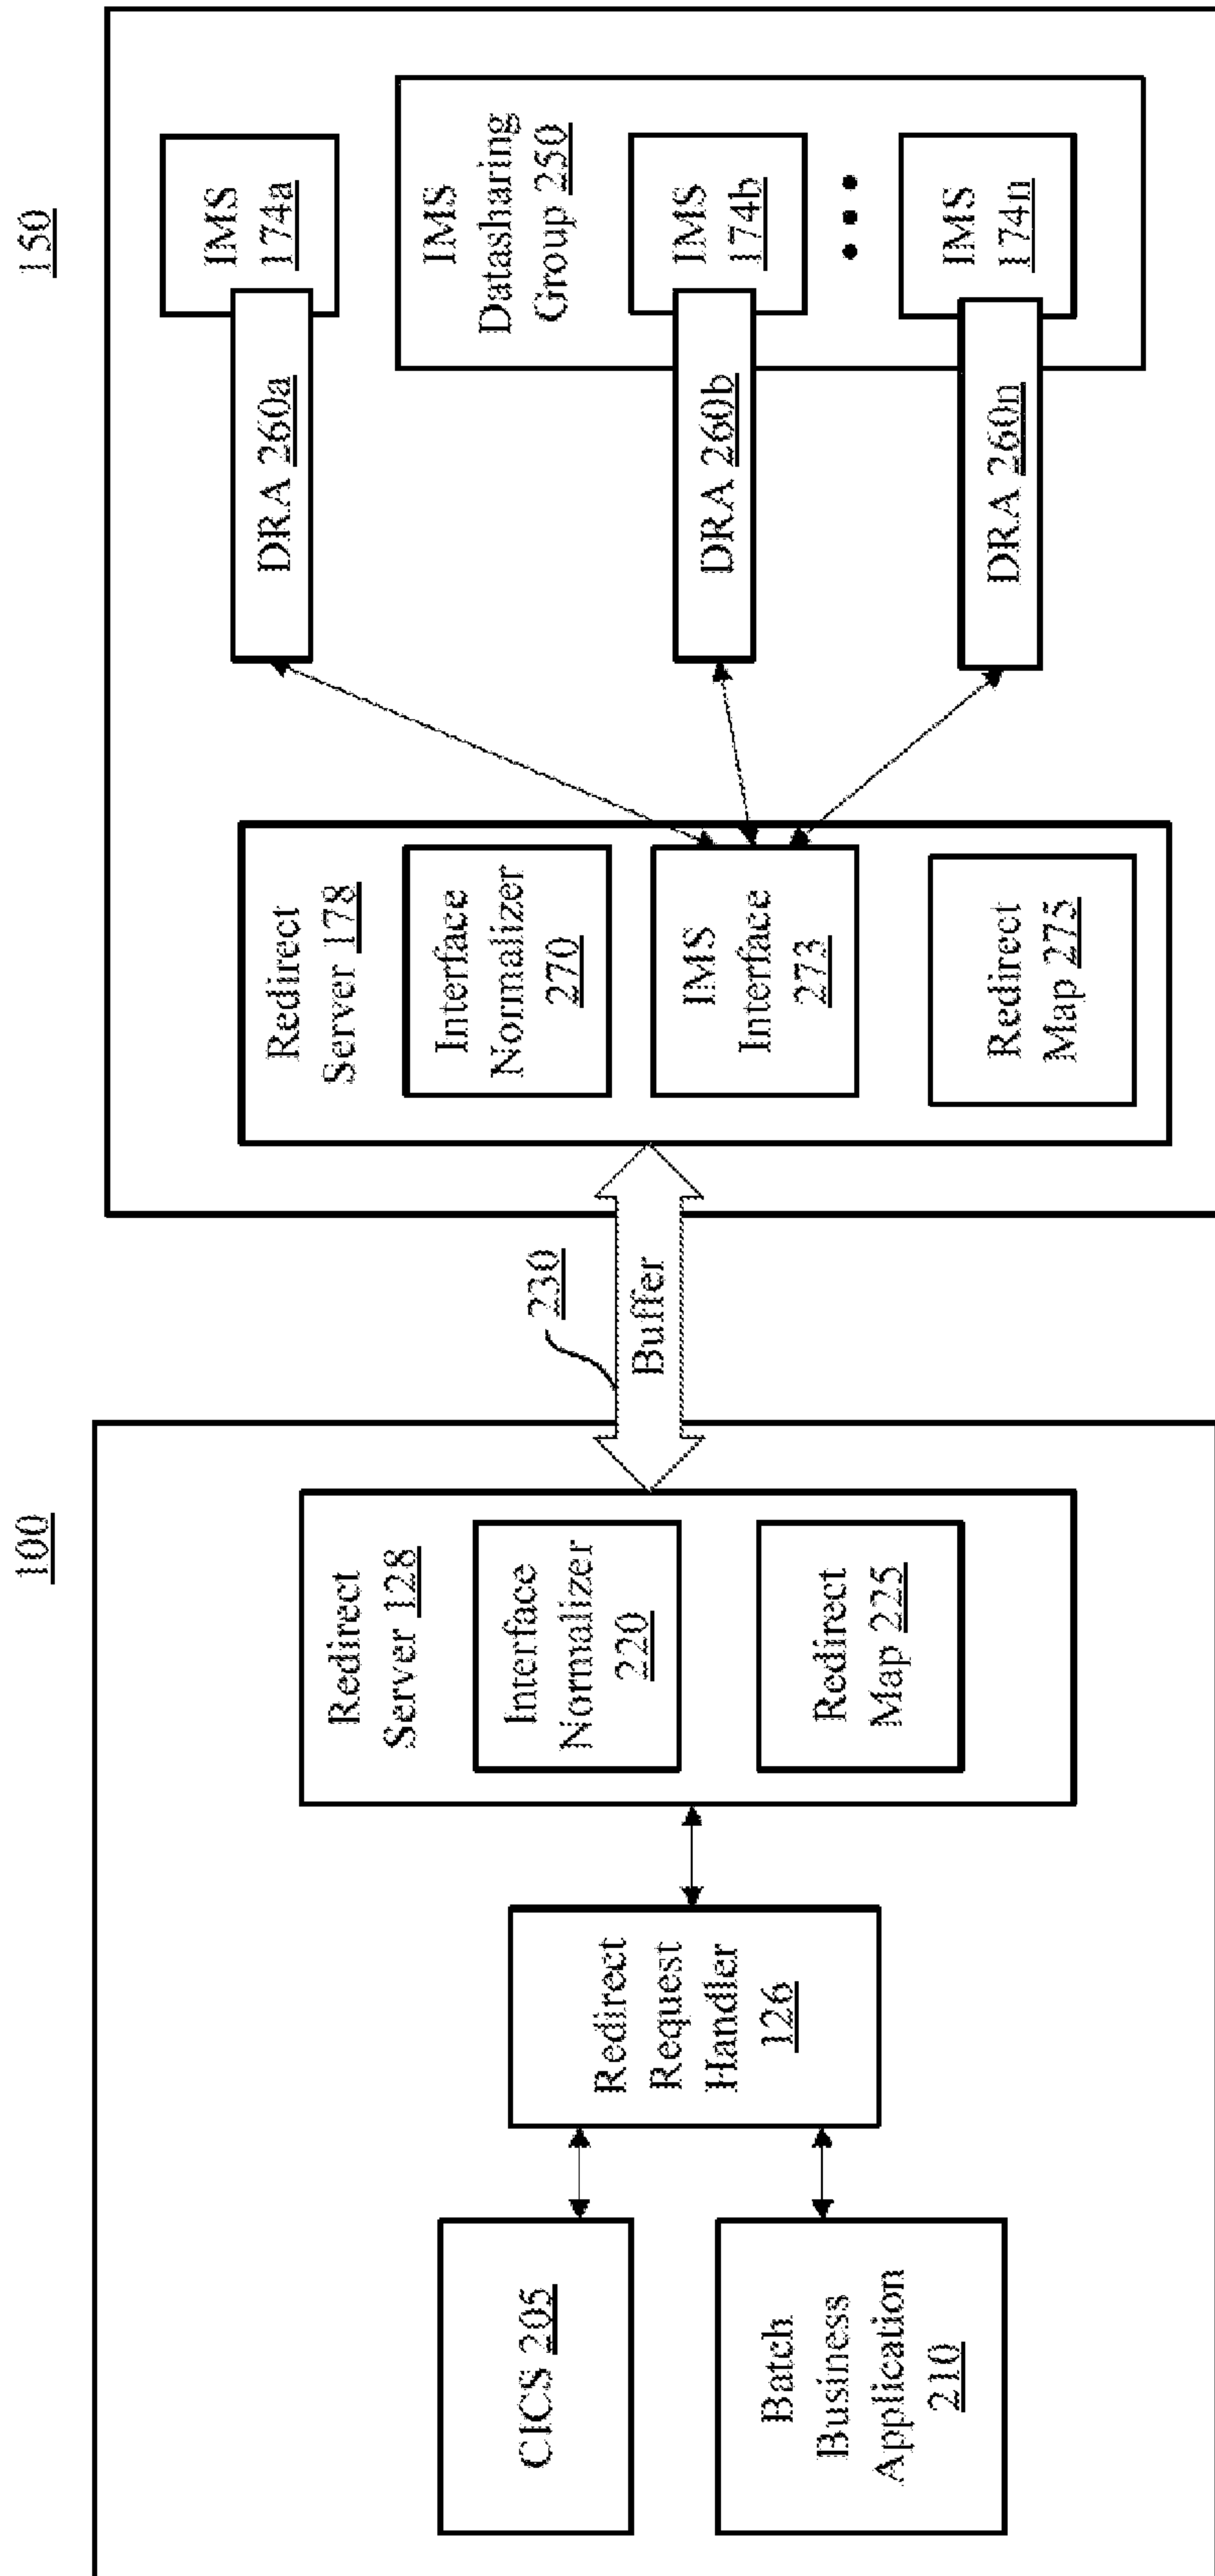 100
CICS 205
Batch
Business
Application
210
Redirect
Request
Handler
126
Redirect
Server 128
Interface
Normalizer
220
Redirect
Map 225
230
Buffer
150
Redirect
Server 178
Interface
Normalizer
270
IMS
Interface
273
Redirect
Map 275
DRA 260a
IMS
174a
IMS
Datasharing
Group 250
DRA 260b
IMS
174b
DRA 260n
IMS
174n